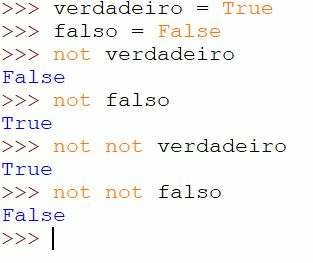 >>> verdadeiro = True
>>> falso = False
>>> not verdadeiro
False
>>> not falso
True
>>> not not verdadeiro
True
>>> not not falso
False
>>>